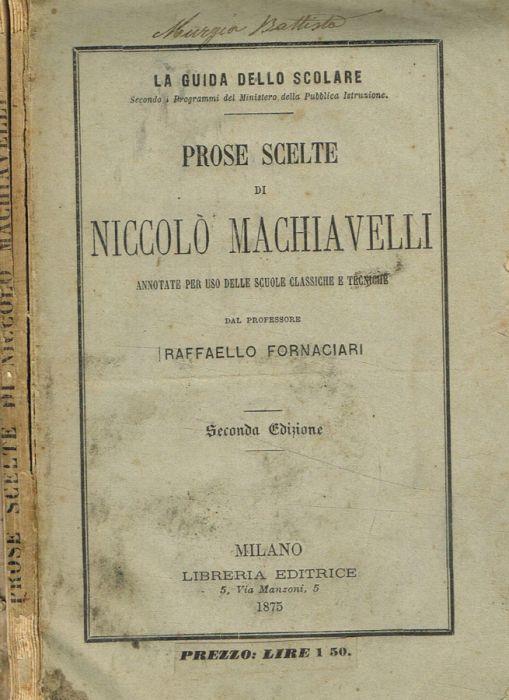 Murgia Battista
LA GUIDA DELLO SCOLARE
Secondo i Programmi del Ministero della Pubblica Istruzione.
PROSE SCELTE
DI
NICCOLÒ MACHIAVELLI
ANNOTATE PER USO DELLE SCUOLE CLASSICHE E TECNICHE
DAL PROFESSORE
RAFFAELLO FORNACIARI
Seconda Edizione
MILANO
LIBRERIA EDITRICE
5, Via Manzoni, 5
1875
PREZZO: LIRE 1 50.
PROSE SCELTE DI NICCOLO MACHIAVELLI